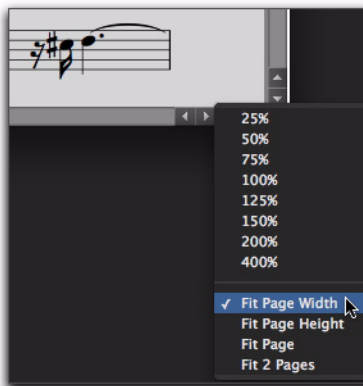 25%
50%
75%
100%
125%
150%
200%
400%
✓ Fit Page Width
Fit Page Height
Fit Page
Fit 2 Pages